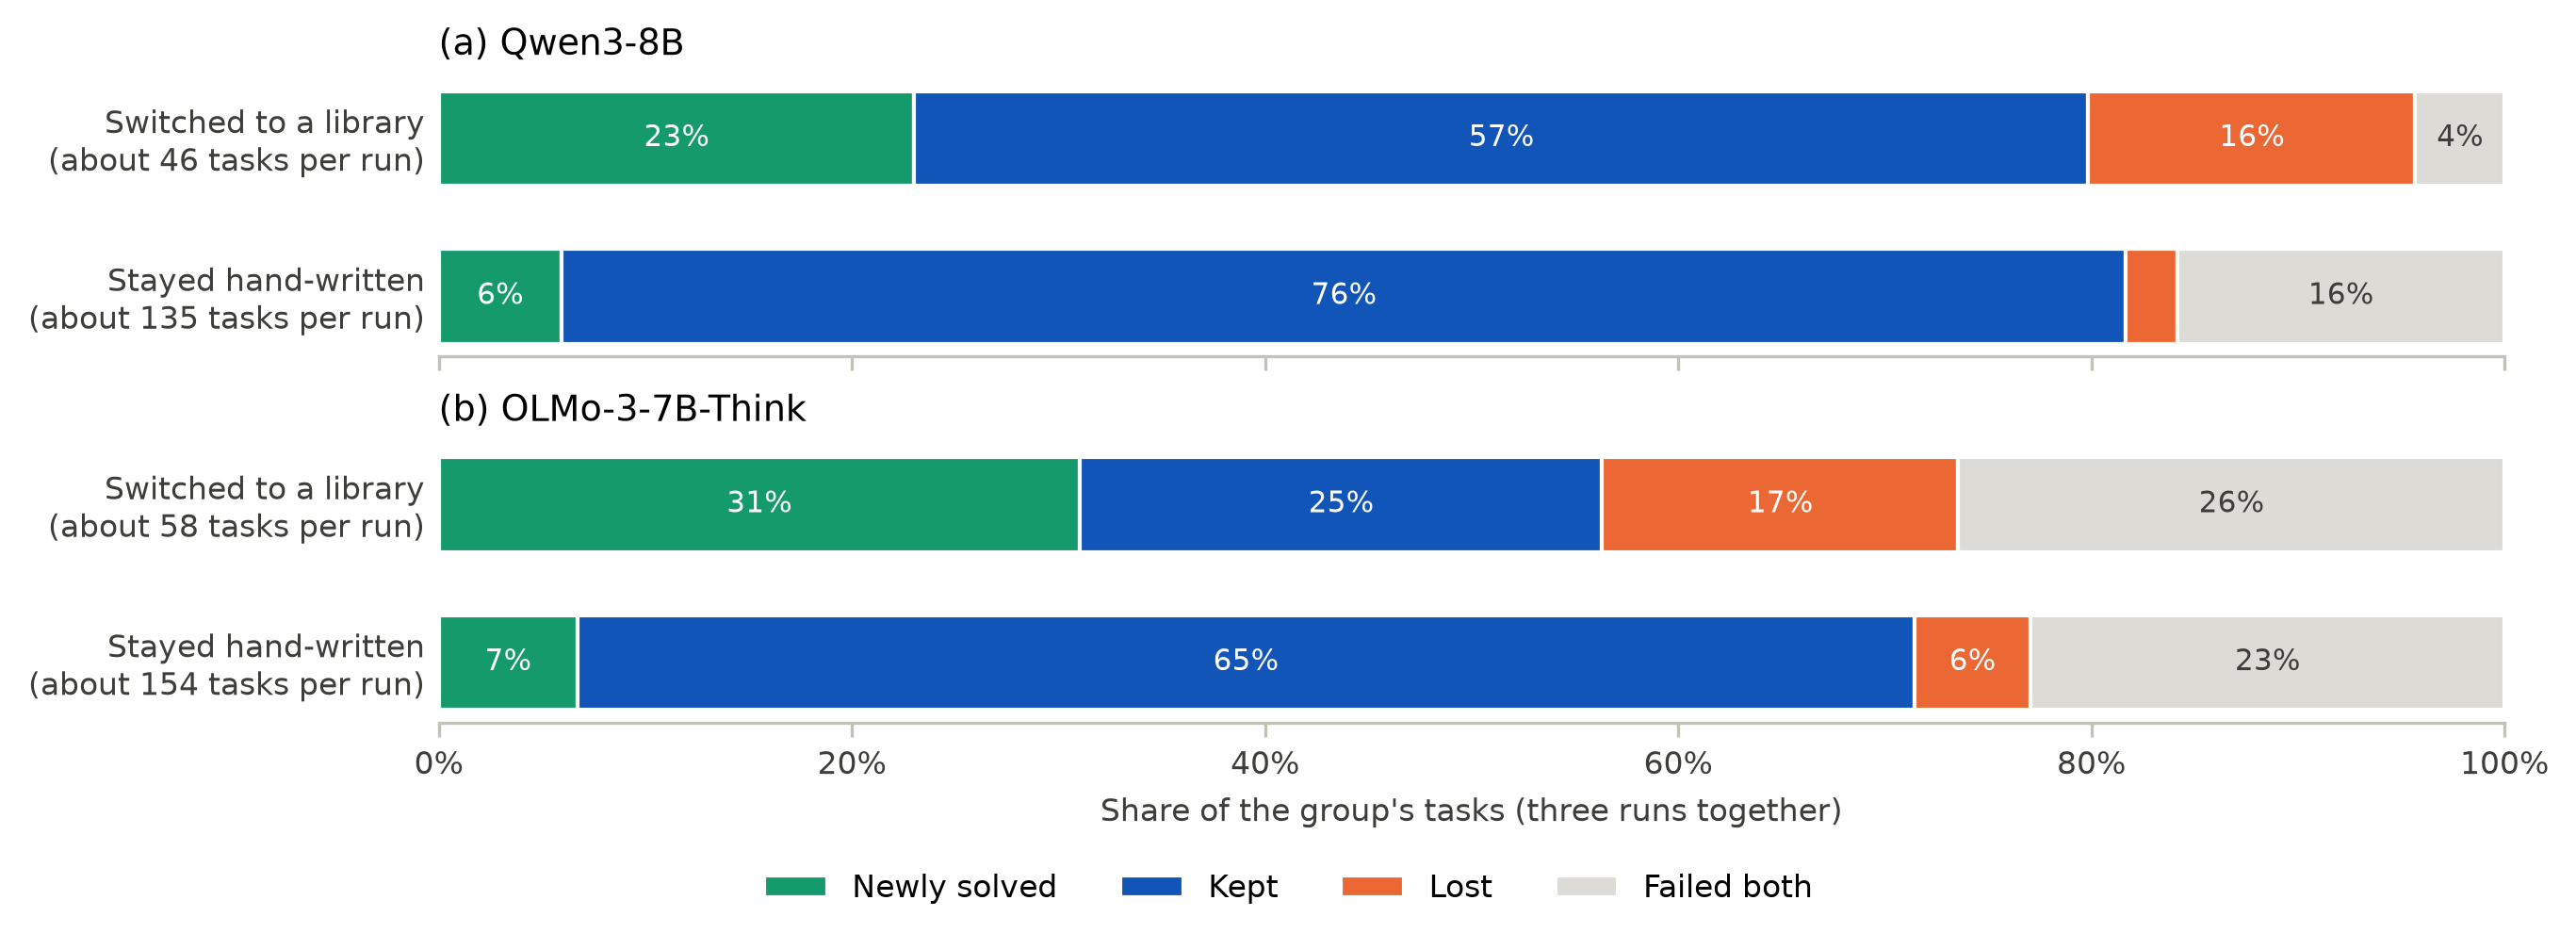 (a) Qwen3-8B
Switched to a library
(about 46 tasks per run)
23%
57%
16%
4%
Stayed hand-written
(about 135 tasks per run)
6%
76%
16%
(b) OLMo-3-7B-Think
Switched to a library
(about 58 tasks per run)
31%
25%
17%
26%
Stayed hand-written
(about 154 tasks per run)
7%
65%
6%
23%
0%
20%
40%
60%
80%
100%
Share of the group's tasks (three runs together)
Newly solved
Kept
Lost
Failed both